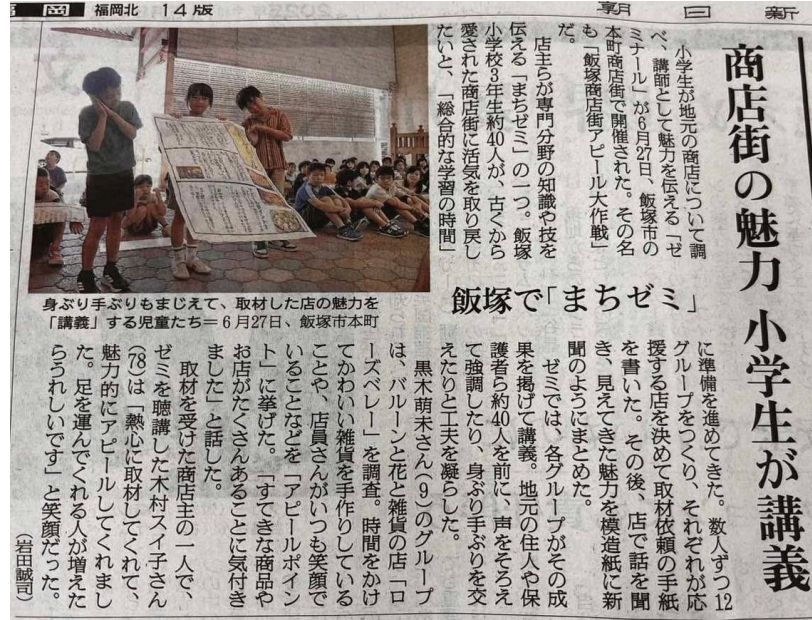 岡 福岡北 14版 朝日新
商店街の魅力 小学生が講義
飯塚で「まちゼミ」
小学生が地元の商店について調
べ、講師として魅力を伝える「ゼ
ミナール」が6月27日、飯塚市の
本町商店街で開催された。その名
も「飯塚商店街アピール大作戦」
だ。
店主らが専門分野の知識や技を
伝える「まちゼミ」の一つ。飯塚
小学校3年生約40人が、古くから
愛された商店街に活気を取り戻し
たいと、「総合的な学習の時間」
に準備を進めてきた。数人ずつ12
グループをつくり、それぞれが応
援する店を決めて取材依頼の手紙
を書いた。その後、店で話を聞
き、見えてきた魅力を模造紙に新
聞のようにまとめた。
ゼミでは、各グループがその成
果を掲げて講義。地元の住人や保
護者ら約40人を前に、声をそろえ
て強調したり、身ぶり手ぶりを交
えたりと工夫を凝らした。
黒木萌未さん(9)のグループ
は、バルーンと花と雑貨の店「ロ
ーズベレー」を調査。時間をかけ
てかわいい雑貨を手作りしている
ことや、店員さんがいつも笑顔で
いることなどを「アピールポイン
ト」に挙げた。「すてきな商品や
お店がたくさんあることに気付き
ました」と話した。
取材を受けた商店主の一人で、
ゼミを聴講した木村スイ子さん
(78)は「熱心に取材してくれて、
魅力的にアピールしてくれまし
た。足を運んでくれる人が増えた
らうれしいです」と笑顔だった。
(岩田誠司)
身ぶり手ぶりもまじえて、取材した店の魅力を
「講義」する児童たち＝6月27日、飯塚市本町